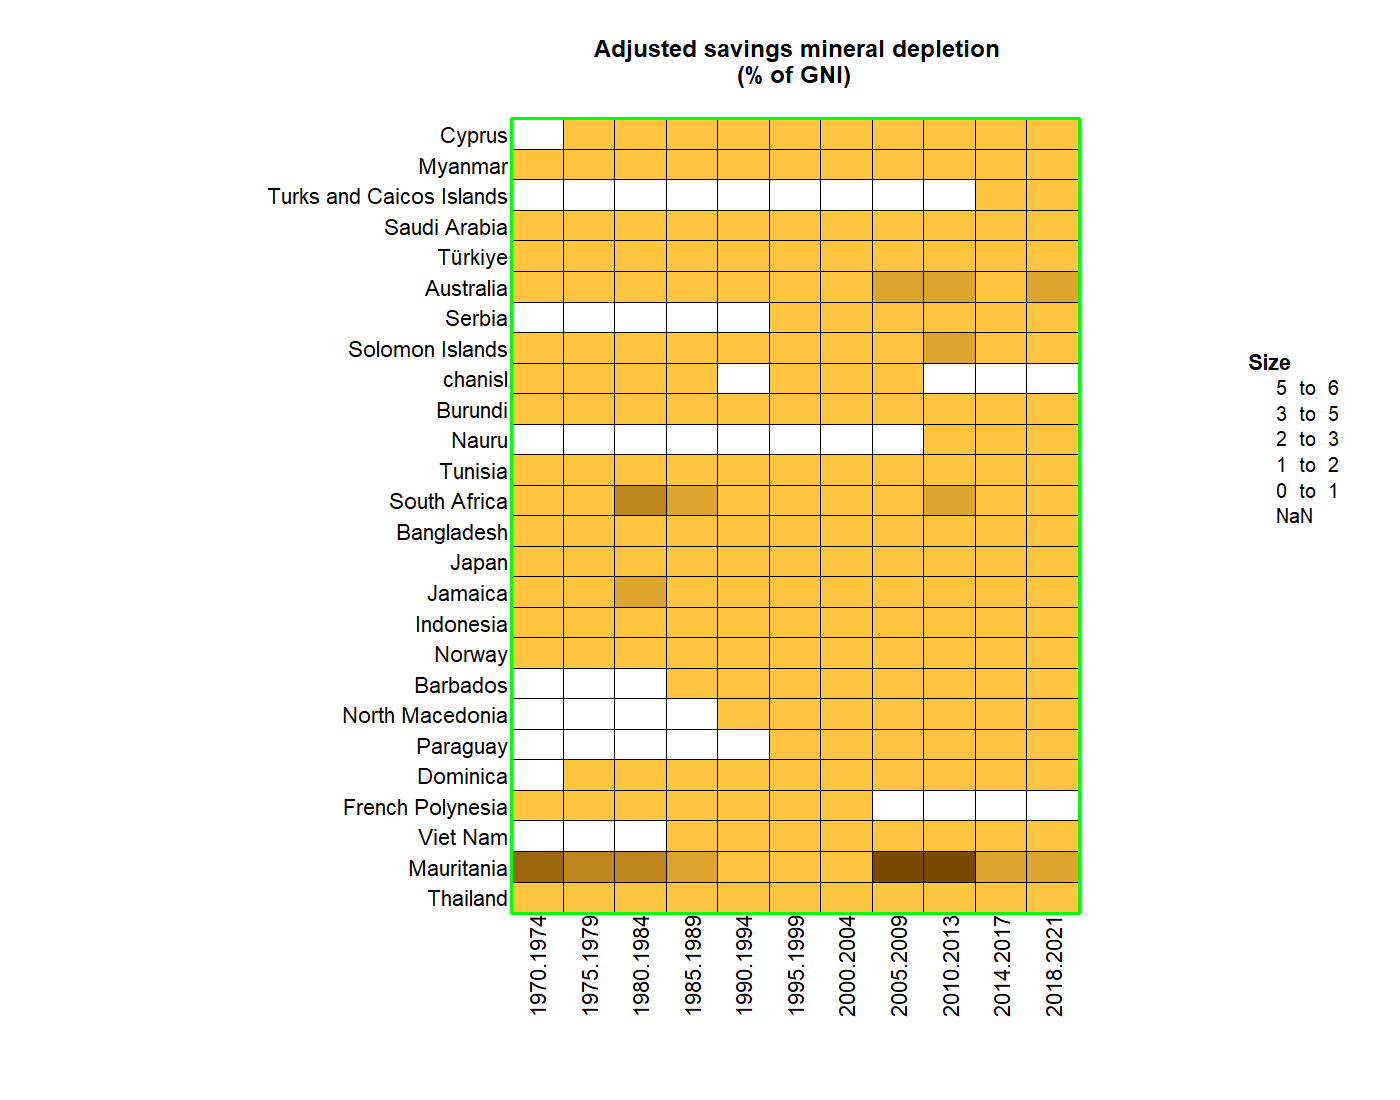 Adjusted savings mineral depletion
(% of GNI)
Cyprus
Myanmar
Turks and Caicos Islands
Saudi Arabia
Türkiye
Australia
Serbia
Solomon Islands
chanisl
Burundi
Nauru
Tunisia
South Africa
Bangladesh
Japan
Jamaica
Indonesia
Norway
Barbados
North Macedonia
Paraguay
Dominica
French Polynesia
Viet Nam
Mauritania
Thailand
1970.1974
1975.1979
1980.1984
1985.1989
1990.1994
1995.1999
2000.2004
2005.2009
2010.2013
2014.2017
2018.2021
Size
5 to 6
3 to 5
2 to 3
1 to 2
0 to 1
NaN